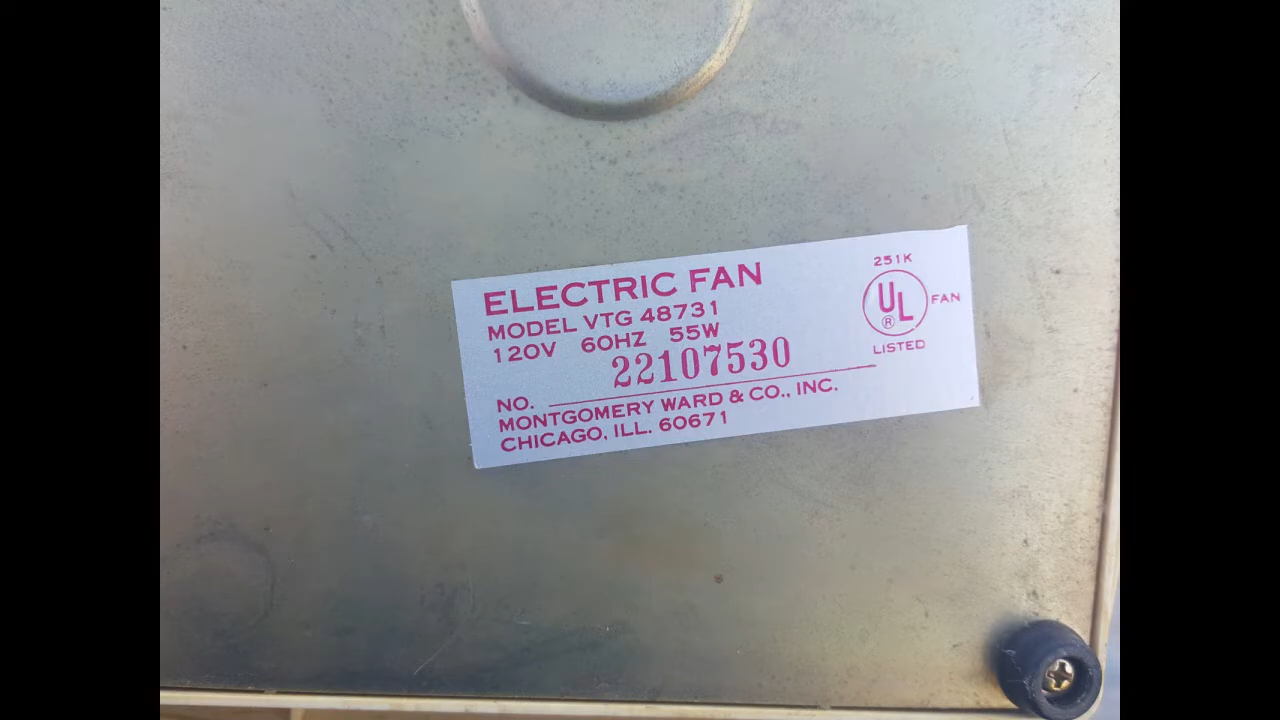 ELECTRIC FAN
MODEL VTG 48731
120V 60HZ 55W
22107530
NO.
MONTGOMERY WARD & CO., INC.
CHICAGO, ILL. 60671
251K
UL
®
FAN
LISTED